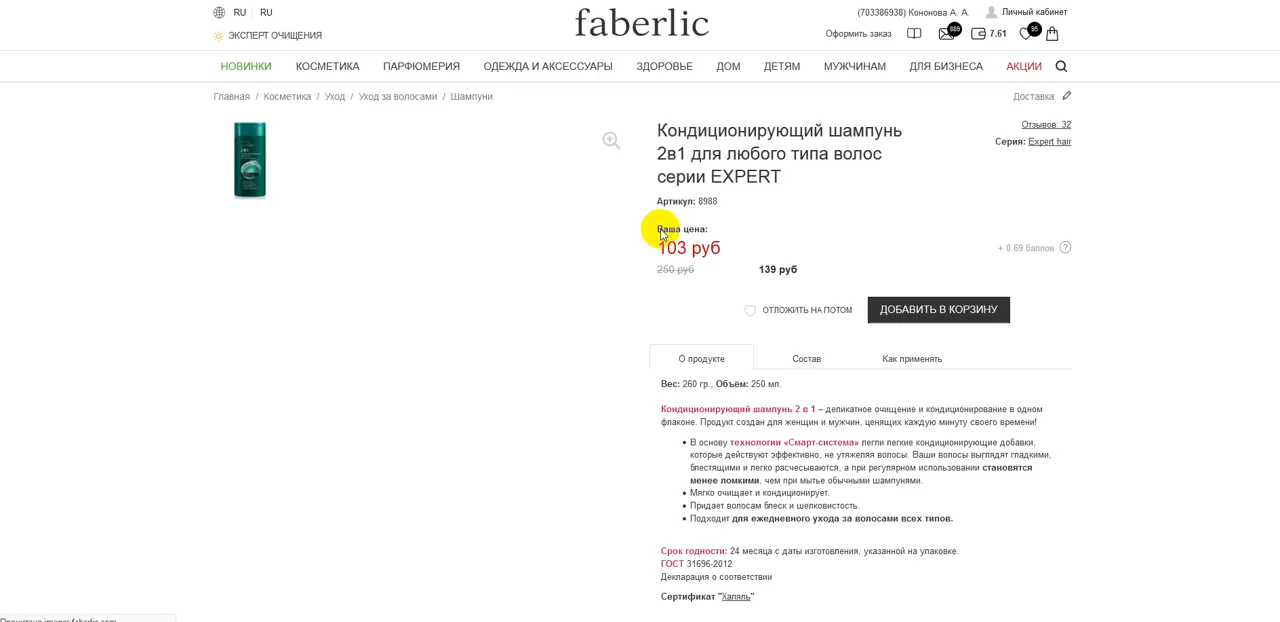 RU RU
(703386938) Кононова А. А. Личный кабинет
ЭКСПЕРТ ОЧИЩЕНИЯ
faberlic
Оформить заказ 889 7.61 96
НОВИНКИ КОСМЕТИКА ПАРФЮМЕРИЯ ОДЕЖДА И АКСЕССУАРЫ ЗДОРОВЬЕ ДОМ ДЕТЯМ МУЖЧИНАМ ДЛЯ БИЗНЕСА АКЦИИ
Главная / Косметика / Уход / Уход за волосами / Шампуни
Доставка
Отзывов: 32
Серия: Expert hair
Кондиционирующий шампунь
2в1 для любого типа волос
серии EXPERT
Артикул: 8988
Ваша цена:
103 руб
+ 0.69 баллов ?
250 руб 139 руб
ОТЛОЖИТЬ НА ПОТОМ ДОБАВИТЬ В КОРЗИНУ
О продукте Состав Как применять
Вес: 260 гр., Объём: 250 мл.
Кондиционирующий шампунь 2 в 1 – деликатное очищение и кондиционирование в одном
флаконе. Продукт создан для женщин и мужчин, ценящих каждую минуту своего времени!
• В основу технологии «Смарт-система» легли легкие кондиционирующие добавки,
которые действуют эффективно, не утяжеляя волосы. Ваши волосы выглядят гладкими,
блестящими и легко расчесываются, а при регулярном использовании становятся
менее ломкими, чем при мытье обычными шампунями.
• Мягко очищает и кондиционирует.
• Придает волосам блеск и шелковистость.
• Подходит для ежедневного ухода за волосами всех типов.
Срок годности: 24 месяца с даты изготовления, указанной на упаковке.
ГОСТ 31696-2012
Декларация о соответствии
Сертификат "Халяль"